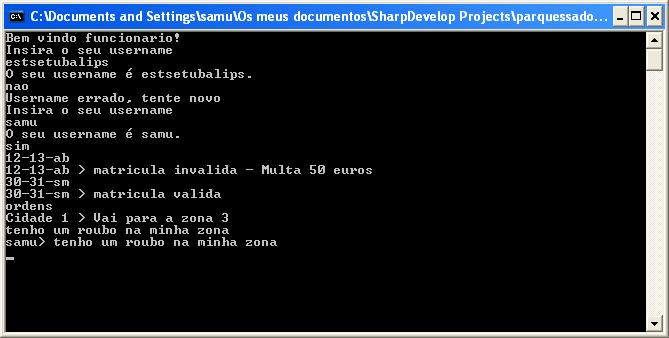 C:\Documents and Settings\samu\Os meus documentos\SharpDevelop Projects\parquessado...
Bem vindo funcionario!
Insira o seu username
estsetubalips
O seu username é estsetubalips.
nao
Username errado, tente novo
Insira o seu username
samu
O seu username é samu.
sim
12-13-ab
12-13-ab > matricula invalida - Multa 50 euros
30-31-sm
30-31-sm > matricula valida
ordens
Cidade 1 > Vai para a zona 3
tenho um roubo na minha zona
samu> tenho um roubo na minha zona